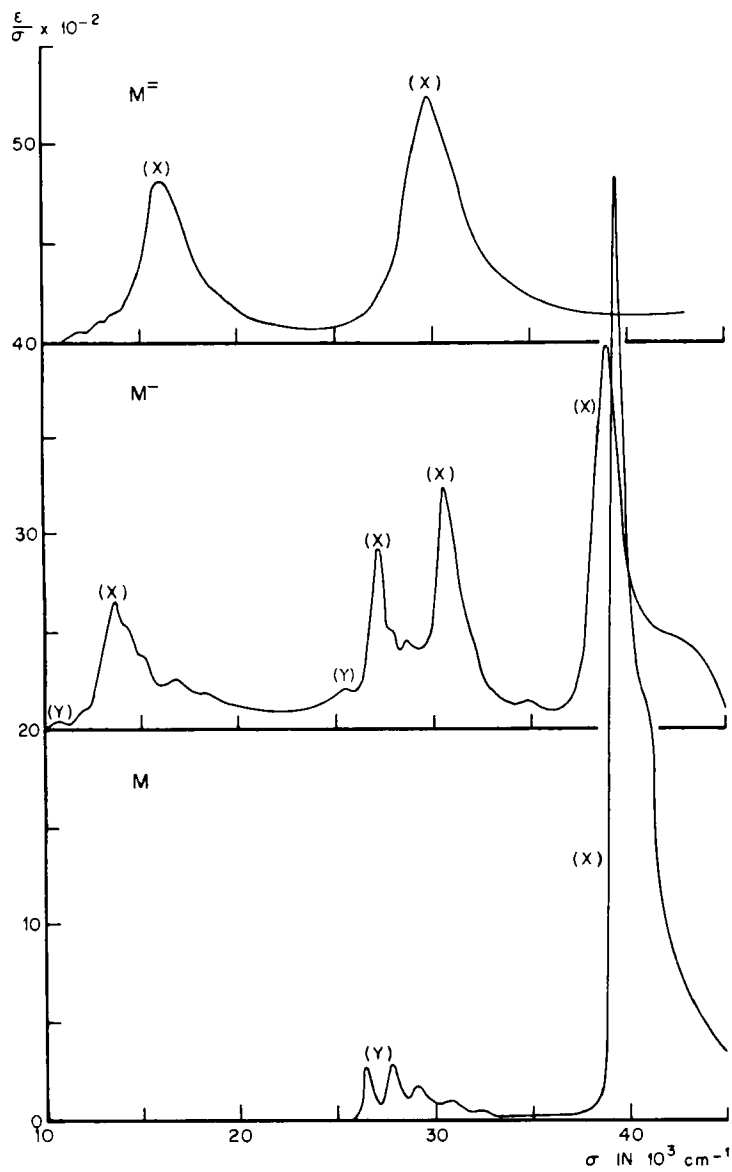 ε/σ x 10⁻²
M⁼
(X)
(X)
50
40
M⁻
(X)
(X)
(X)
(X)
30
(Y)
(Y)
20
M
(X)
10
(Y)
0
10
20
30
40
σ IN 10³ cm⁻¹